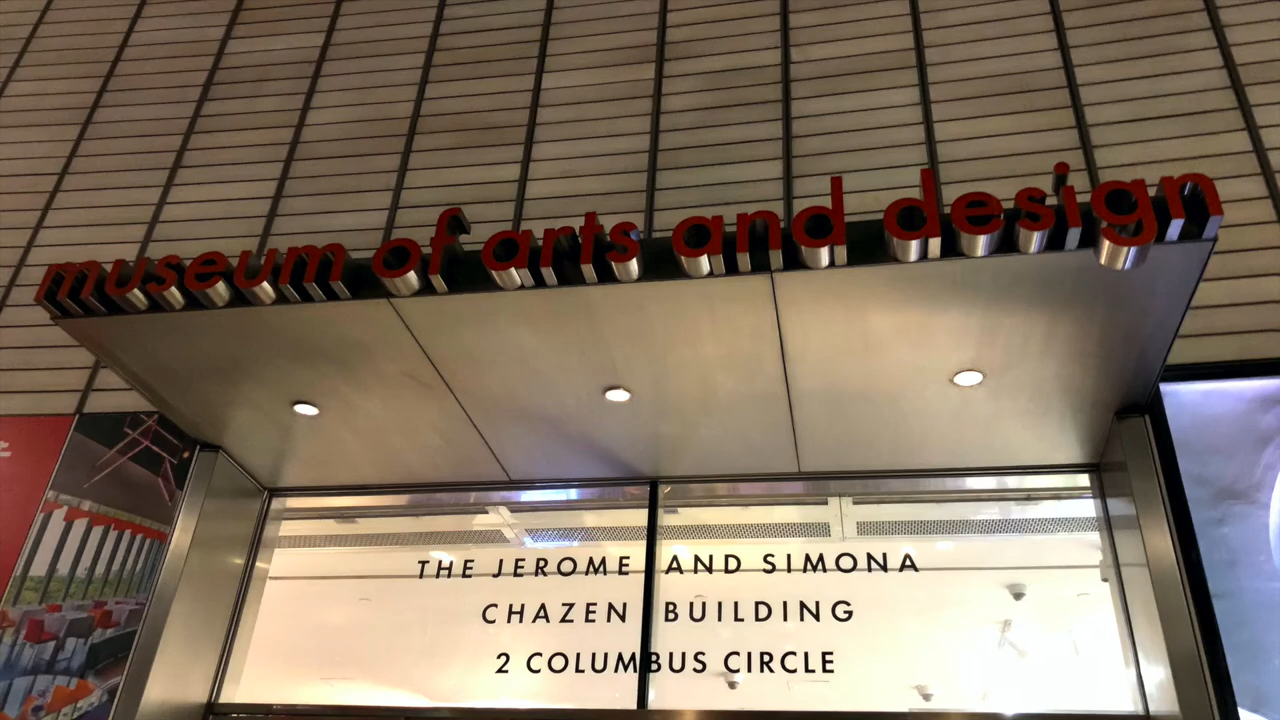 museum of arts and design
THE JEROME AND SIMONA
CHAZEN BUILDING
2 COLUMBUS CIRCLE